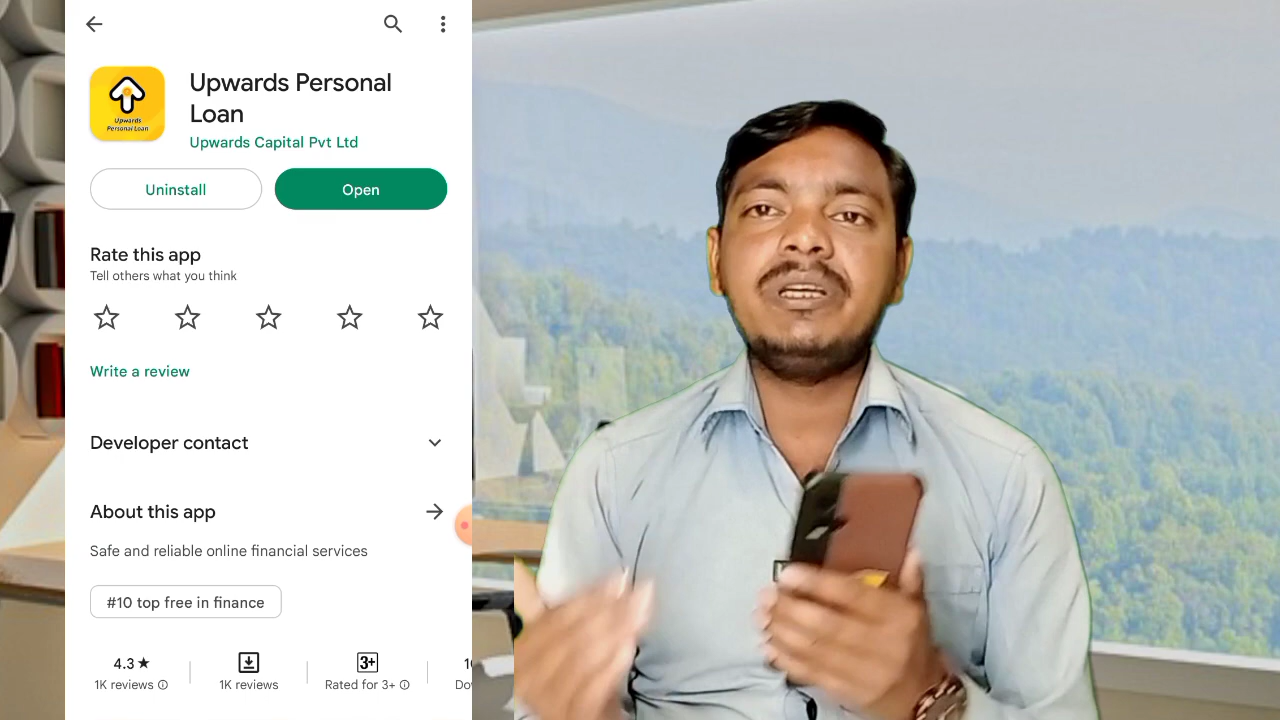 Upwards Personal
Loan
Upwards
Personal Loan
Upwards Capital Pvt Ltd
Uninstall
Open
Rate this app
Tell others what you think
Write a review
Developer contact
About this app
Safe and reliable online financial services
#10 top free in finance
4.3★
3+
1K reviews
1K reviews
Rated for 3+